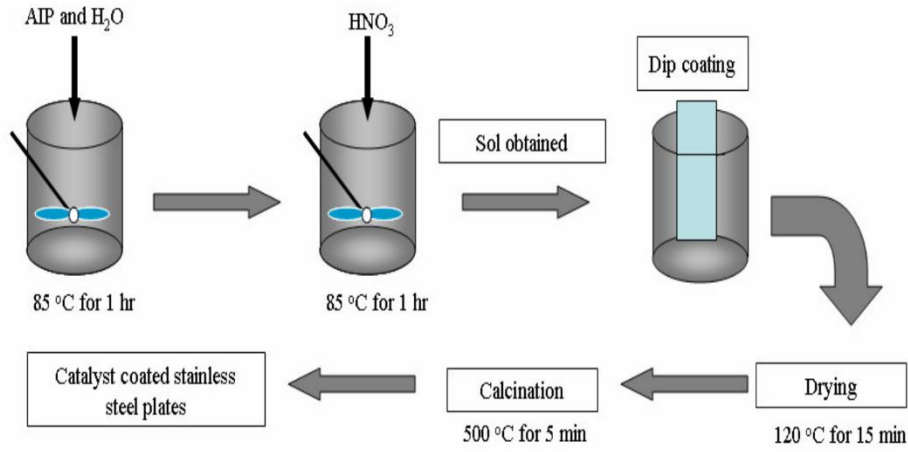 AIP and H₂O
HNO₃
Dip coating
Sol obtained
85 °C for 1 hr
85 °C for 1 hr
Catalyst coated stainless
steel plates
Calcination
500 °C for 5 min
Drying
120 °C for 15 min